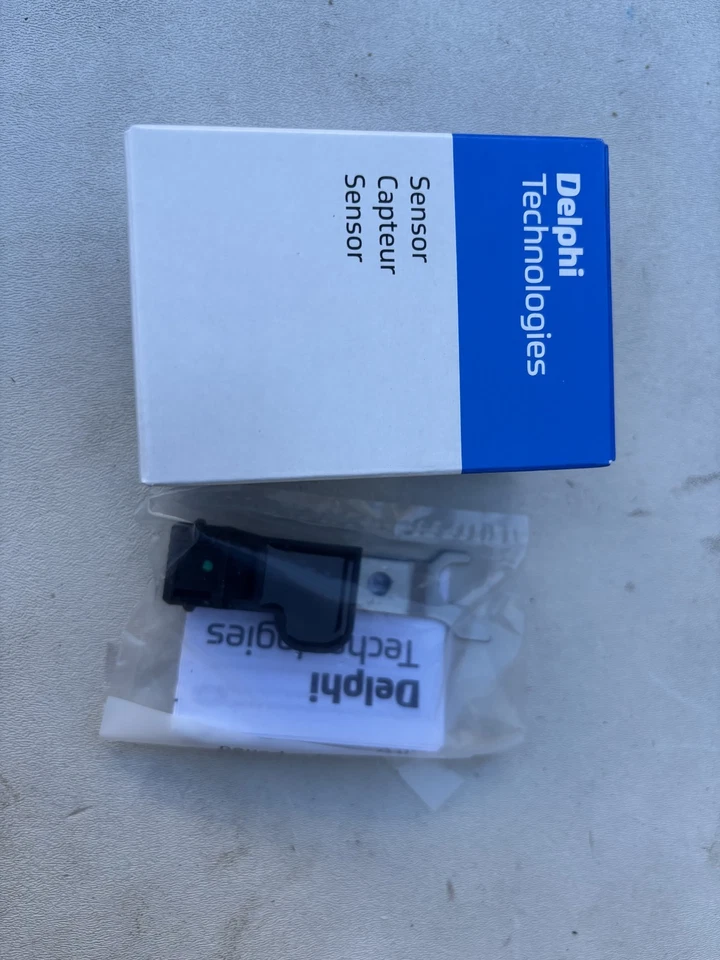 Delphi
Technologies
Sensor
Capteur
Sensor
Delphi
Technologies